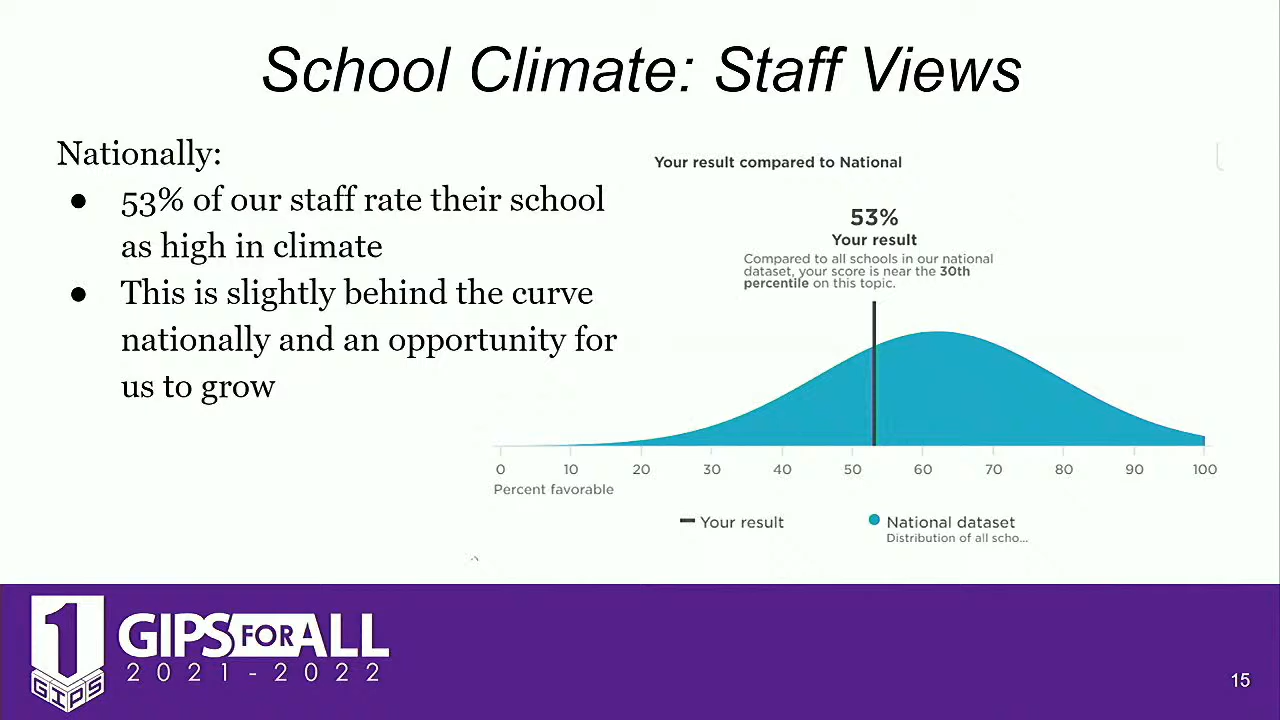 School Climate: Staff Views
Nationally:
● 53% of our staff rate their school
as high in climate
● This is slightly behind the curve
nationally and an opportunity for
us to grow
Your result compared to National
53%
Your result
Compared to all schools in our national
dataset, your score is near the 30th
percentile on this topic.
0 10 20 30 40 50 60 70 80 90 100
Percent favorable
Your result
National dataset
Distribution of all scho...
1
GIPS
GIPS FOR ALL
2021-2022
15